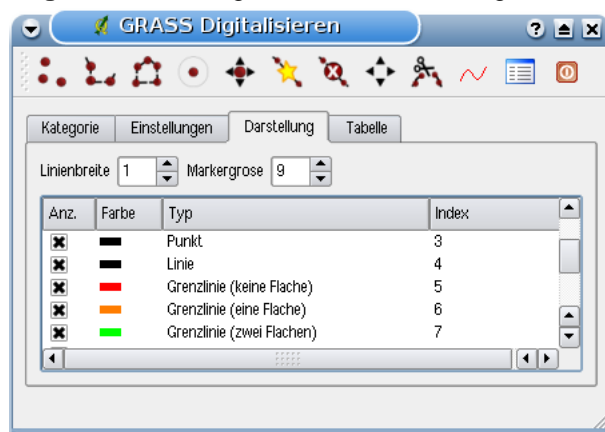 GRASS Digitalisieren
Kategorie Einstellungen Darstellung Tabelle
Linienbreite 1 Markergrose 9
Anz. Farbe Typ Index
Punkt 3
Linie 4
Grenzlinie (keine Flache) 5
Grenzlinie (eine Flache) 6
Grenzlinie (zwei Flachen) 7